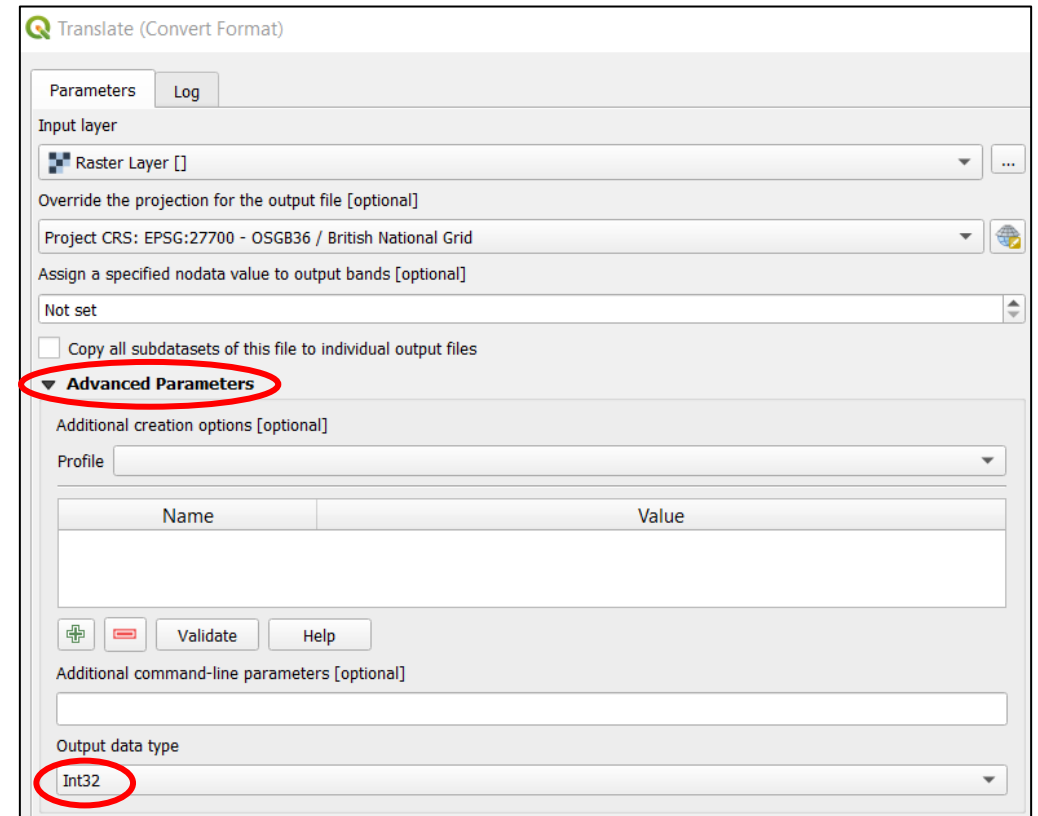 Translate (Convert Format)
Parameters Log
Input layer
Raster Layer [] ...
Override the projection for the output file [optional]
Project CRS: EPSG:27700 - OSGB36 / British National Grid
Assign a specified nodata value to output bands [optional]
Not set
Copy all subdatasets of this file to individual output files
Advanced Parameters
Additional creation options [optional]
Profile
Name Value
Validate Help
Additional command-line parameters [optional]
Output data type
Int32